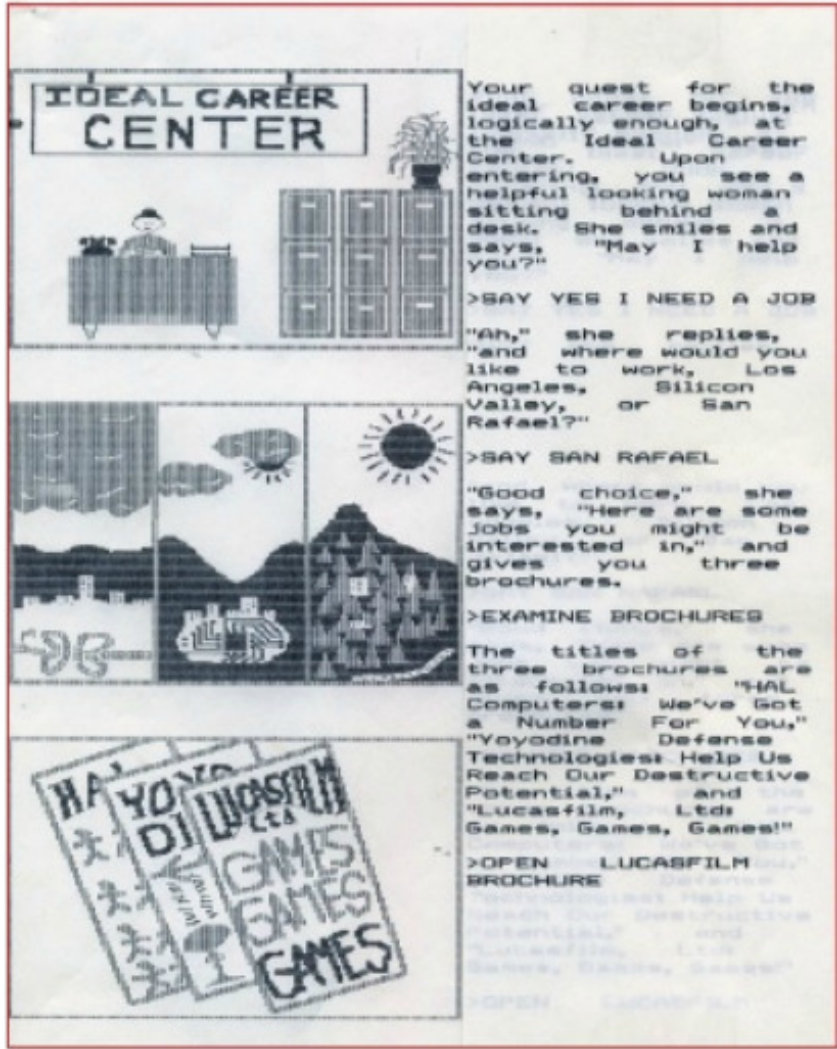 IDEAL CAREER
CENTER
Your quest for the
ideal career begins,
logically enough, at
the Ideal Career
Center. Upon
entering, you see a
helpful looking woman
sitting behind a
desk. She smiles and
says, "May I help
you?"
>SAY YES I NEED A JOB
"Ah," she replies,
"and where would you
like to work, Los
Angeles, Silicon
Valley, or San
Rafael?"
>SAY SAN RAFAEL
"Good choice," she
says, "Here are some
jobs you might be
interested in," and
gives you three
brochures.
>EXAMINE BROCHURES
The titles of the
three brochures are
as follows: "HAL
Computers: We've Got
a Number For You,"
"Yoyodine Defense
Technologies: Help Us
Reach Our Destructive
Potential," and
"Lucasfilm, Ltd:
Games, Games, Games!"
>OPEN LUCASFILM
BROCHURE
HA
YOYO
DI
LUCASFILM
Ltd
GAMES
GAMES
GAMES